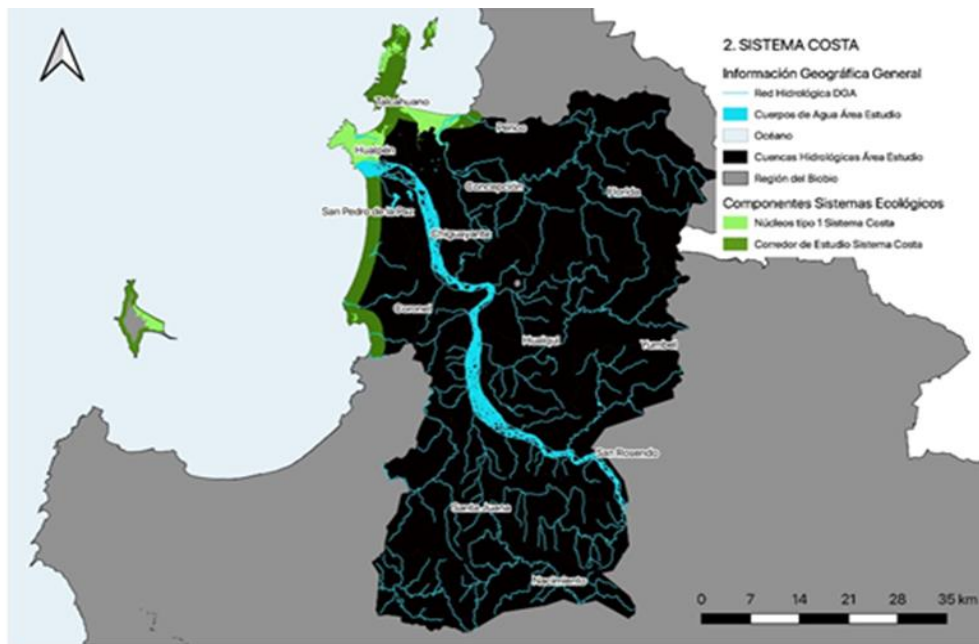 2. SISTEMA COSTA
Información Geográfica General
Red Hidrológica DGA
Cuerpos de Agua Área Estudio
Océano
Cuencas Hidrológicas Área Estudio
Región del Biobio
Componentes Sistemas Ecológicos
Núcleos tipo 1 Sistema Costa
Corredor de Estudio Sistema Costa
Talcahuano
Penco
Hualpén
Concepción
Florida
San Pedro de la Paz
Chiguayante
Coronel
Hualqui
Yumbel
San Rosendo
Santa Juana
Nacimiento
0 7 14 21 28 35 km